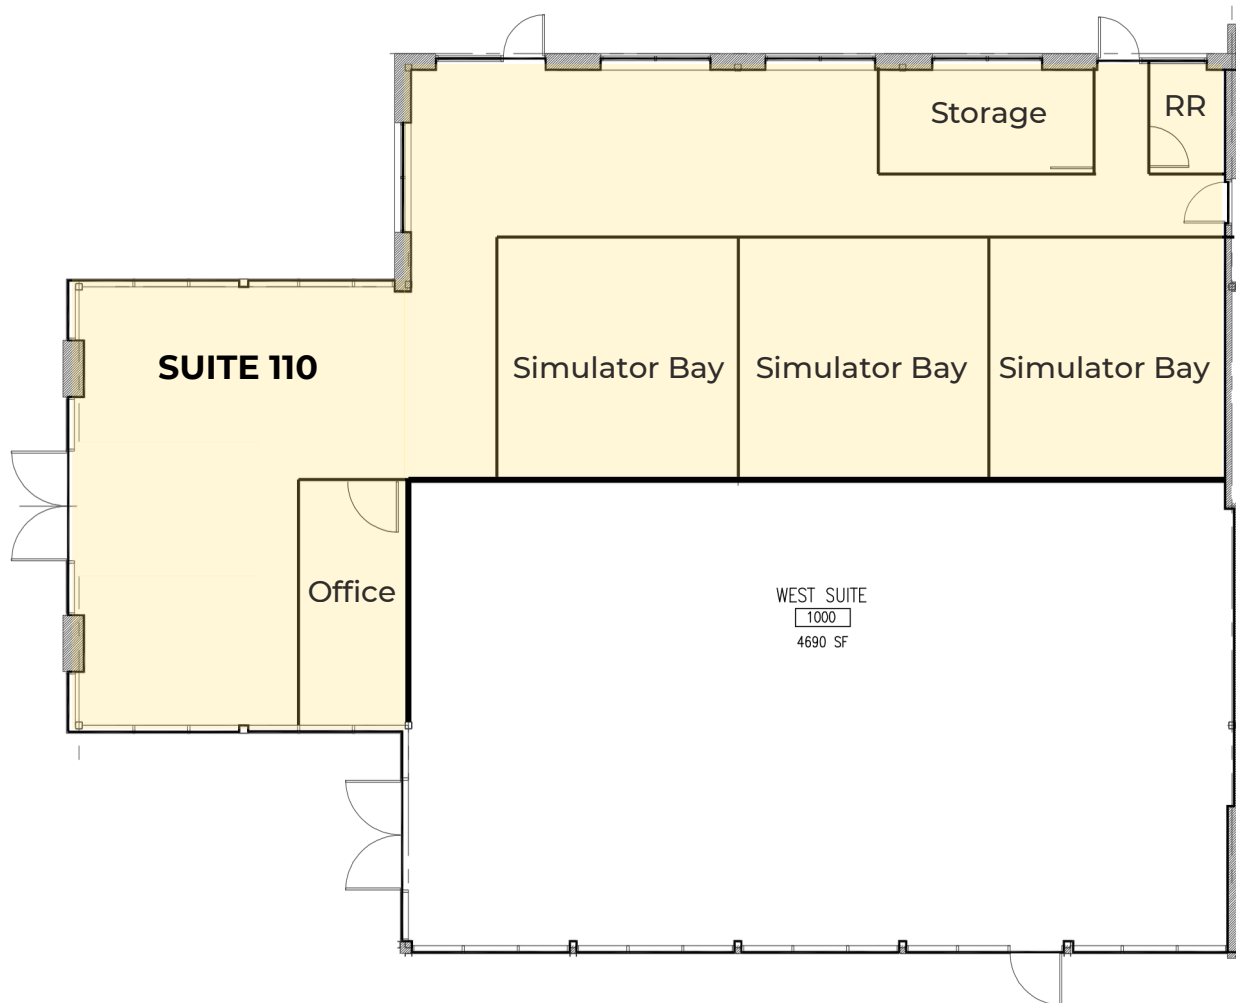 Storage
RR
SUITE 110
Simulator Bay
Simulator Bay
Simulator Bay
Office
WEST SUITE
1000
4690 SF